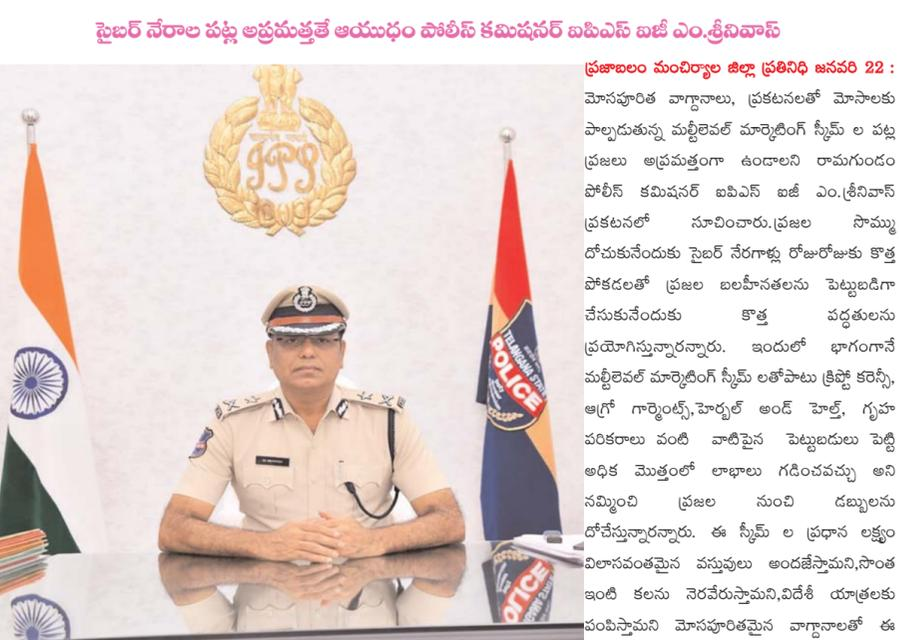 సైబర్ నేరాల పట్ల అప్రమత్తతే ఆయుధం పోలీస్ కమిషనర్ ఐపిఎస్ ఐజీ ఎం.శ్రీనివాస్
ప్రజాబలం మంచిర్యాల జిల్లా ప్రతినిధి జనవరి 22 :
మోసపూరిత వాగ్దానాలు, ప్రకటనలతో మోసాలకు
పాల్పడుతున్న మల్టీలెవల్ మార్కెటింగ్ స్కీమ్ ల పట్ల
ప్రజలు అప్రమత్తంగా ఉండాలని రామగుండం
పోలీస్ కమిషనర్ ఐపిఎస్ ఐజీ ఎం.శ్రీనివాస్
ప్రకటనలో సూచించారు.ప్రజల సొమ్ము
దోచుకునేందుకు సైబర్ నేరగాళ్లు రోజురోజుకు కొత్త
పోకడలతో ప్రజల బలహీనతలను పెట్టుబడిగా
చేసుకునేందుకు కొత్త పద్ధతులను
ప్రయోగిస్తున్నారన్నారు. ఇందులో భాగంగానే
మల్టీలెవల్ మార్కెటింగ్ స్కీమ్ లతోపాటు క్రిప్టో కరెన్సీ,
ఆగ్రో గార్మెంట్స్,హెర్బల్ అండ్ హెల్త్, గృహ
పరికరాలు వంటి వాటిపైన పెట్టుబడులు పెట్టి
అధిక మొత్తంలో లాభాలు గడించవచ్చు అని
నమ్మించి ప్రజల నుంచి డబ్బులను
దోచేస్తున్నారన్నారు. ఈ స్కీమ్ ల ప్రధాన లక్ష్యం
విలాసవంతమైన వస్తువులు అందజేస్తామని,సొంత
ఇంటి కలను నెరవేరుస్తామని,విదేశీ యాత్రలకు
పంపిస్తామని మోసపూరితమైన వాగ్దానాలతో ఈ
TELANGANA STATE
POLICE